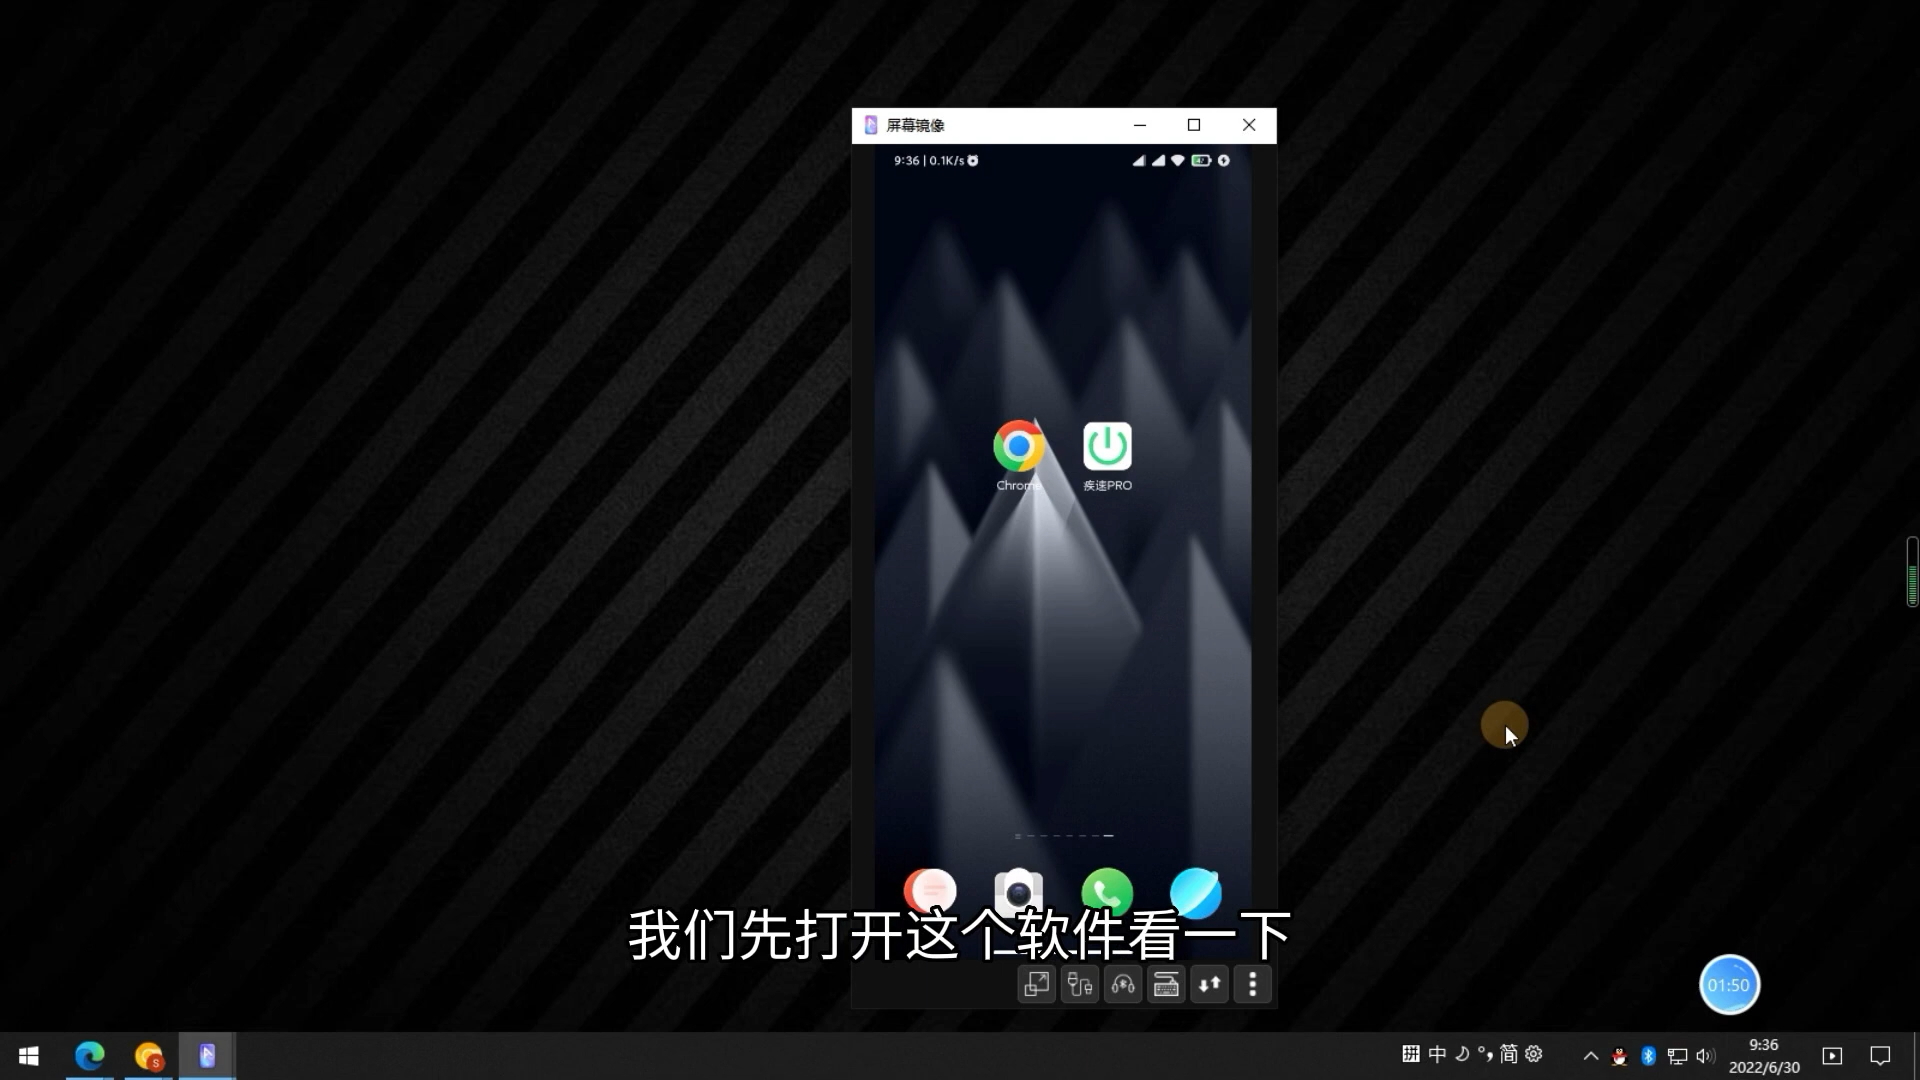 屏幕镜像
9:36 | 0.1K/s
Chrome
疾速PRO
我们先打开这个软件看一下
01:50
拼 中 简
9:36
2022/6/30